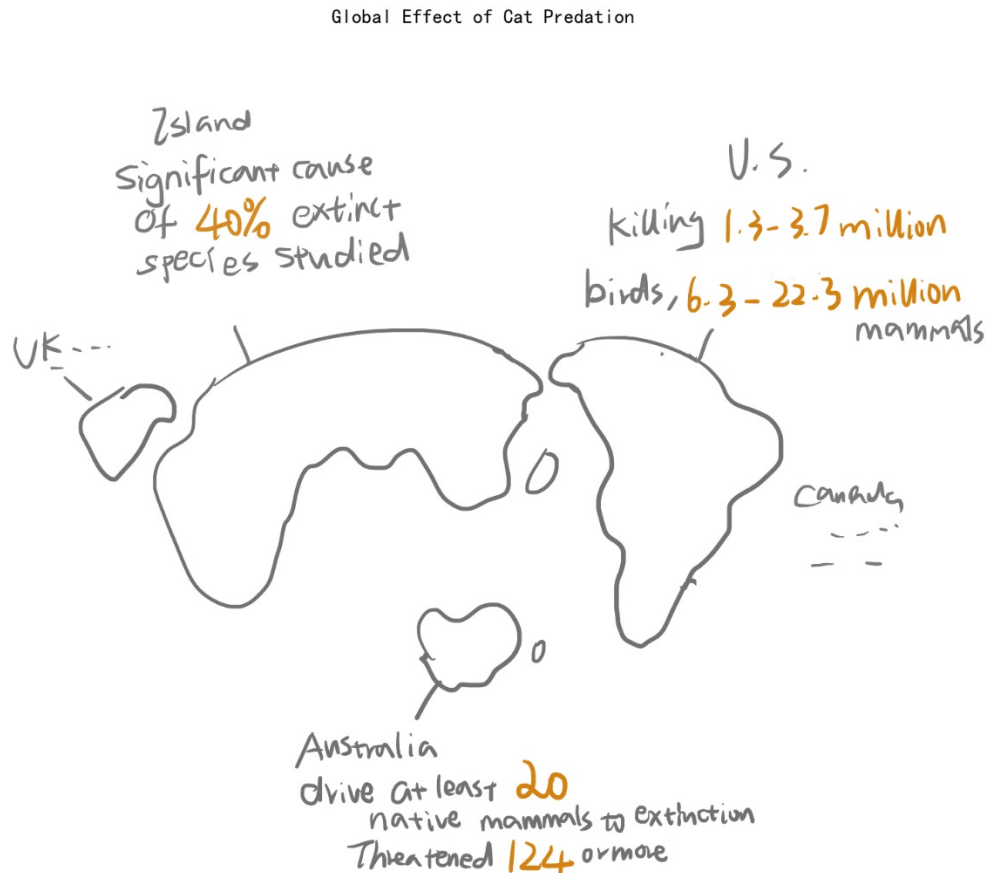 Global Effect of Cat Predation
Island
Significant cause
of 40% extinct
species studied
U.S.
killing 1.3-3.7 million
birds, 6.3-22.3 million
mammals
UK
Canada
Australia
drive at least 20
native mammals to extinction
Threatened 124 or more